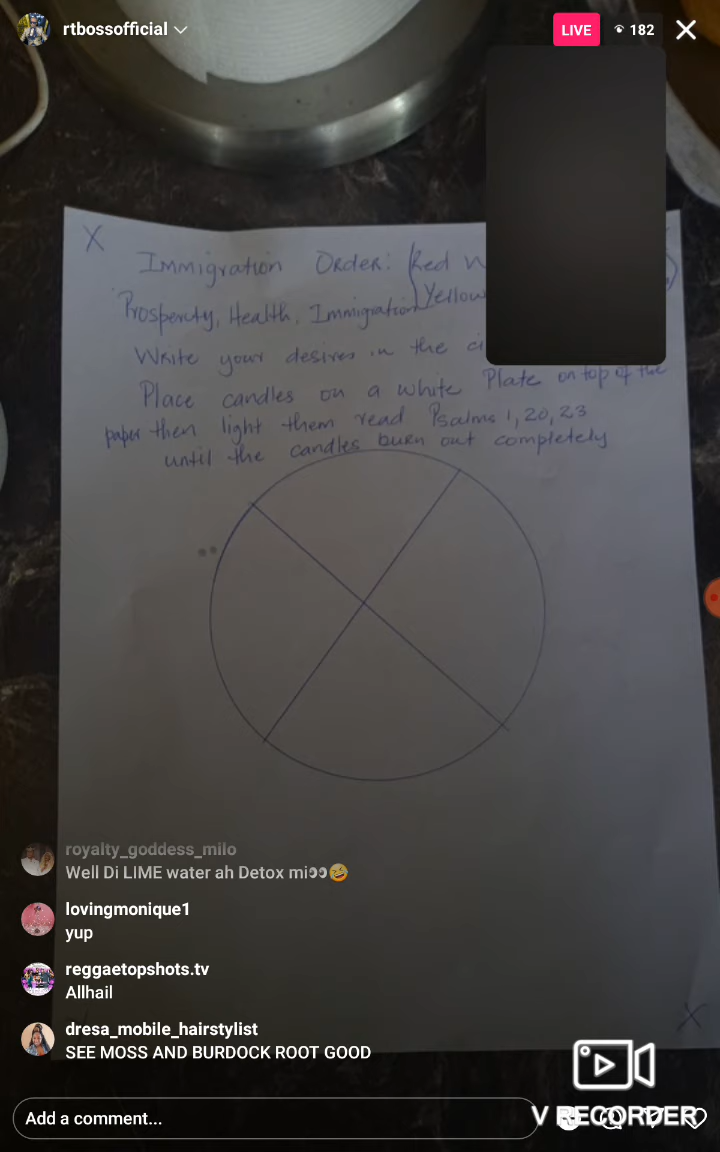 rtbossofficial
LIVE
182
X
Immigration Order: (Red
Prosperity, Health, Immigration Yellow
Write your desires in the
Place candles on a white Plate on top of the
paper then light them read Psalms 1, 20, 23
until the candles burn out completely
royalty_goddess_milo
Well Di LIME water ah Detox mi👀🤣
lovingmonique1
yup
reggaetopshots.tv
Allhail
dresa_mobile_hairstylist
SEE MOSS AND BURDOCK ROOT GOOD
X
Add a comment...
V RECORDER